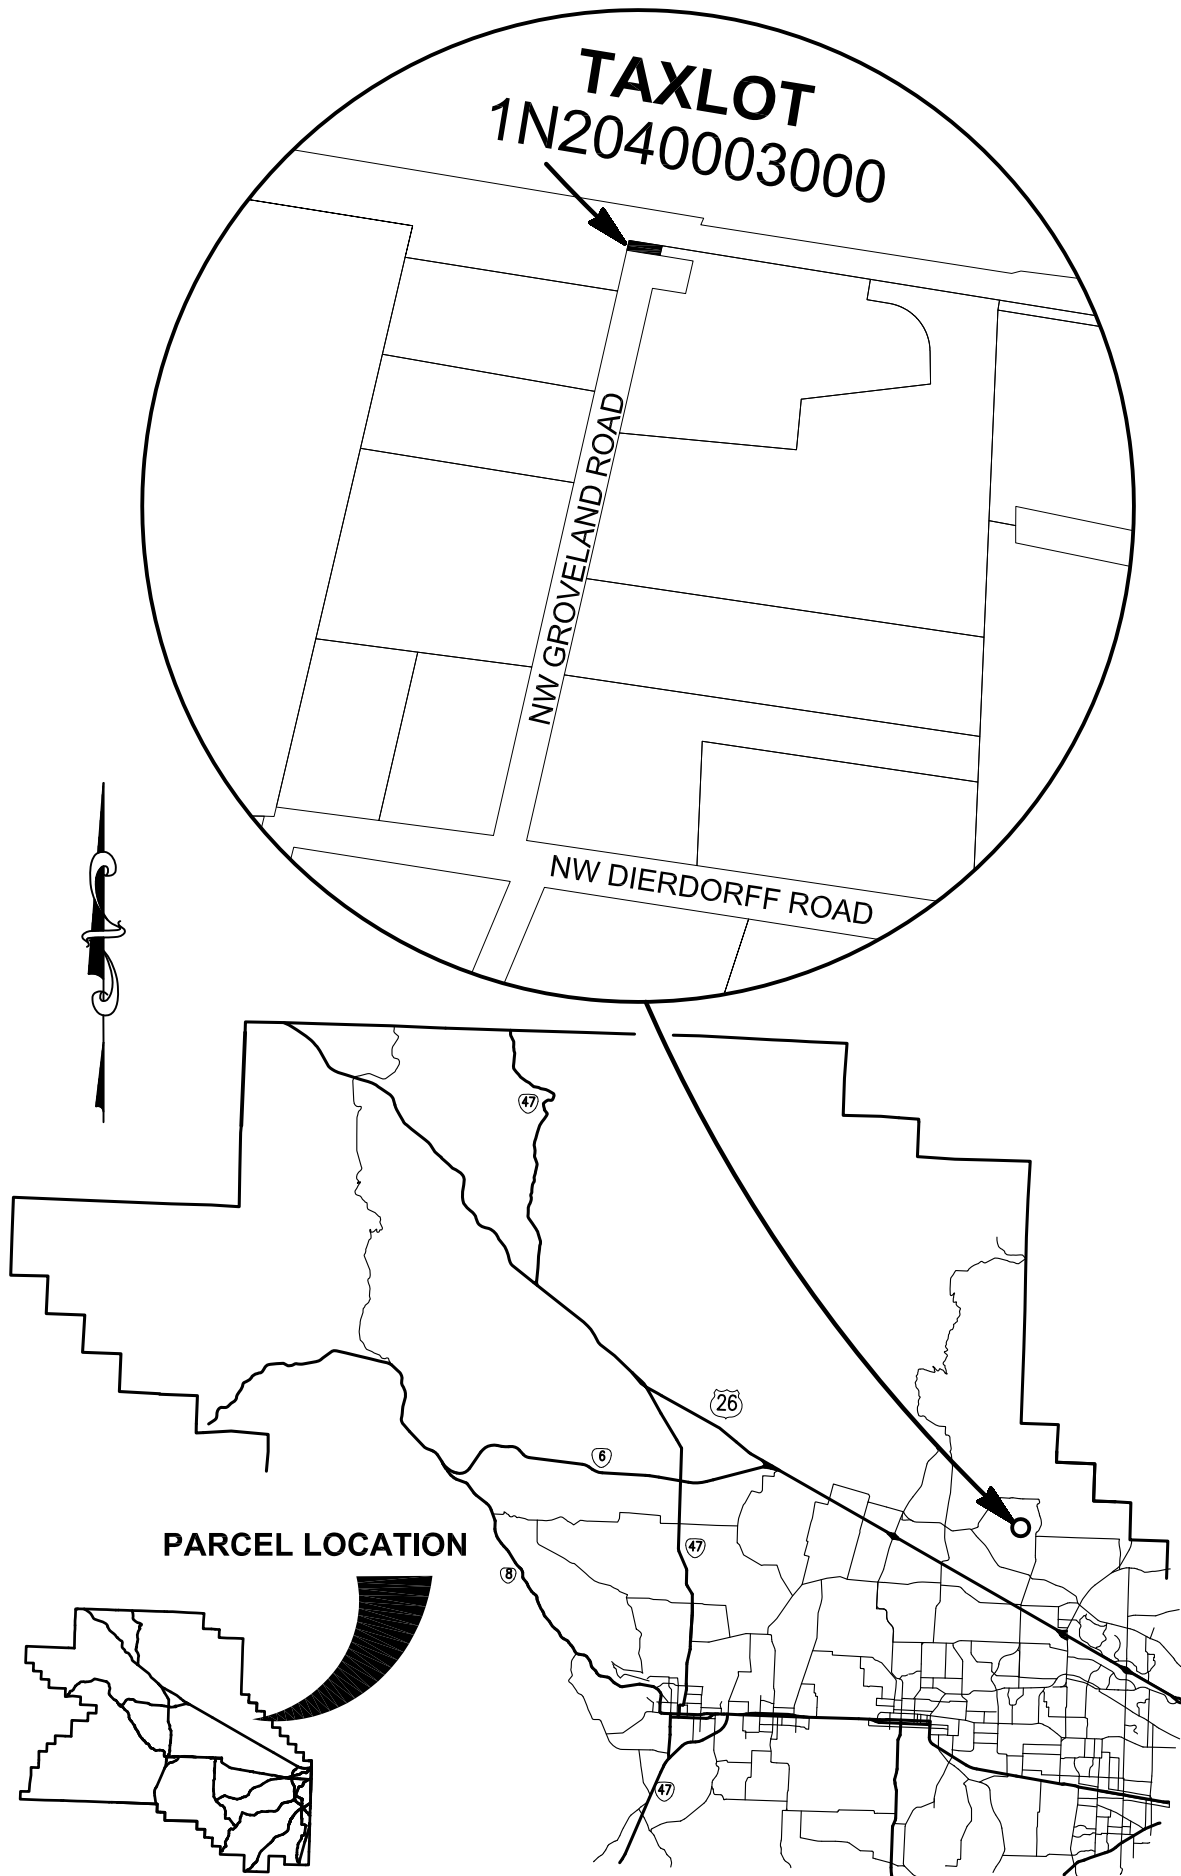 TAXLOT
1N2040003000
NW GROVELAND ROAD
NW DIERDORFF ROAD
47
26
6
47
8
47
PARCEL LOCATION